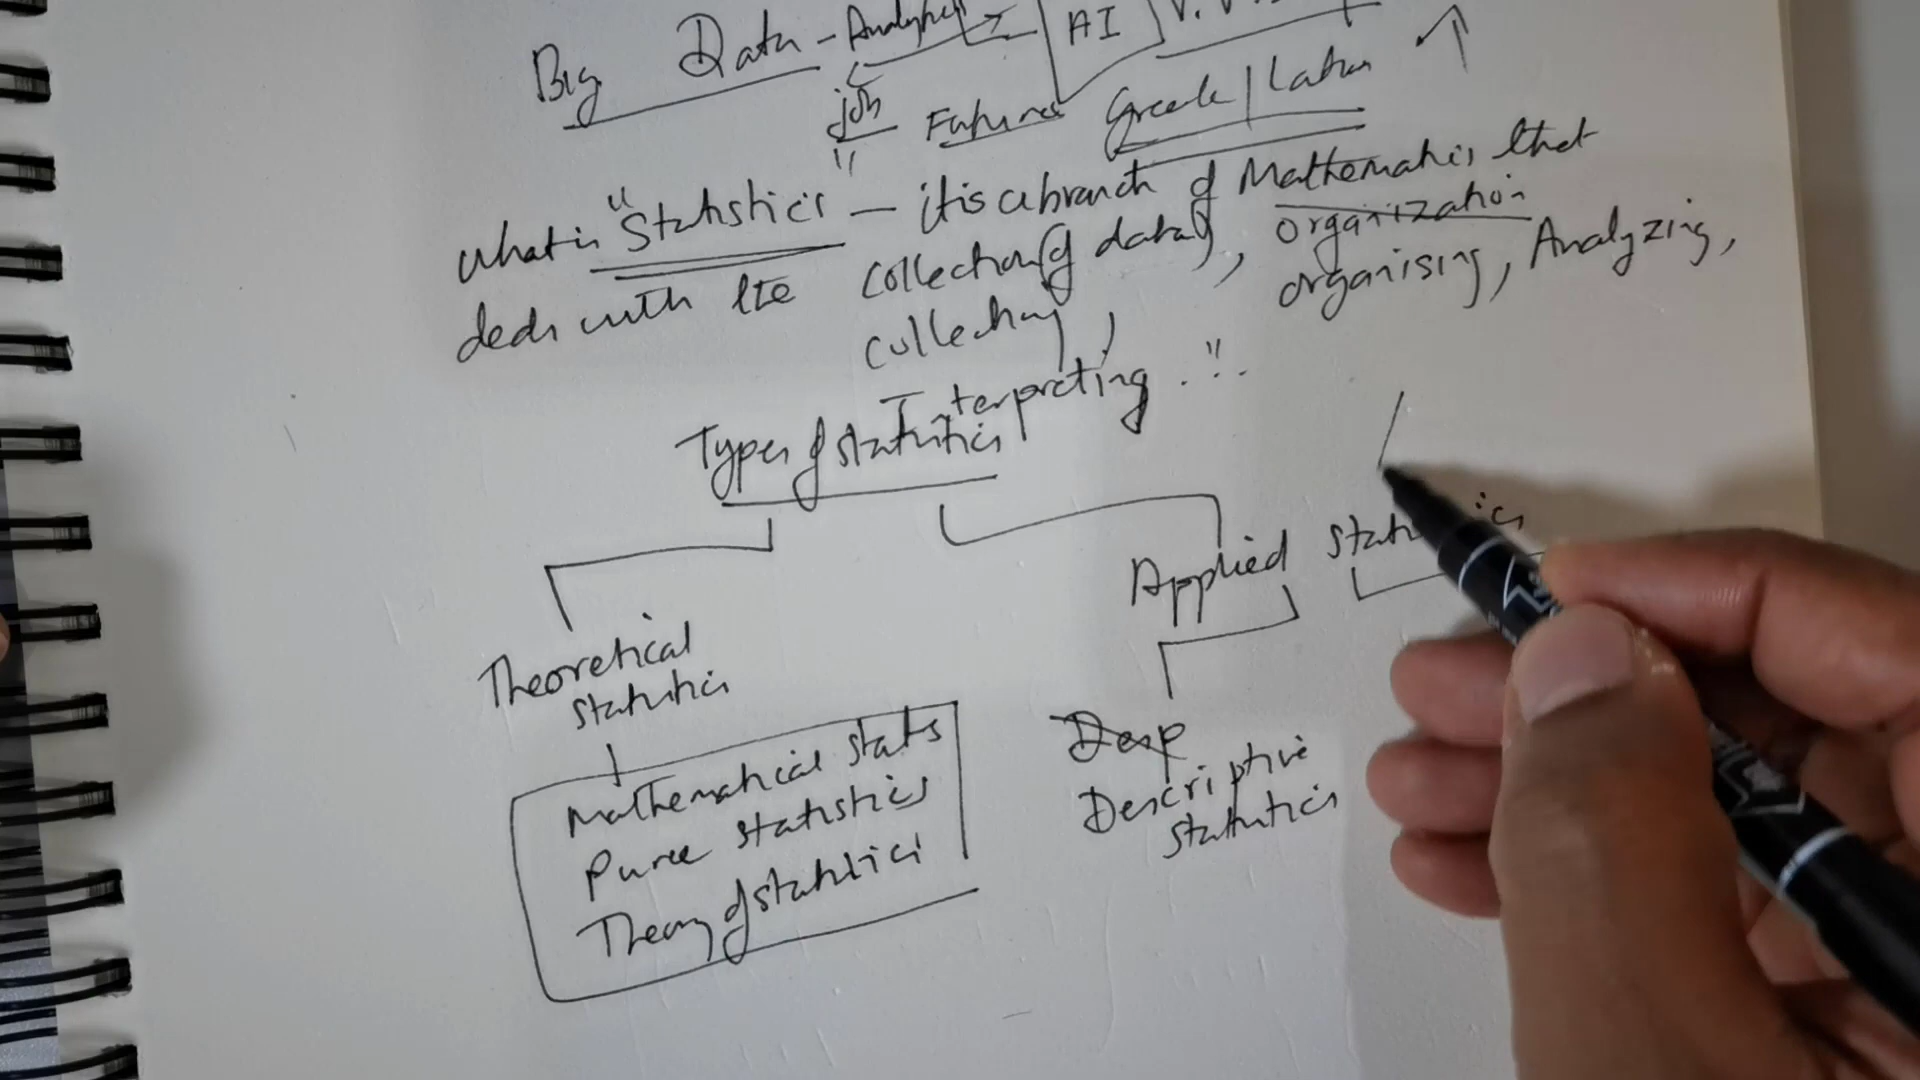 Big Data - Analytics AI V.V.
job Future Greek / Latin
What is "Statistics" - it is a branch of Mathematics that
deals with the collection (of data), organization
collecting, organising, Analyzing,
Interpreting.
Types of statistics
Applied statistics
Theoretical
statistics
Mathematical stats
Pure statistics
Theory of statistics
Desp
Descriptive
statistics